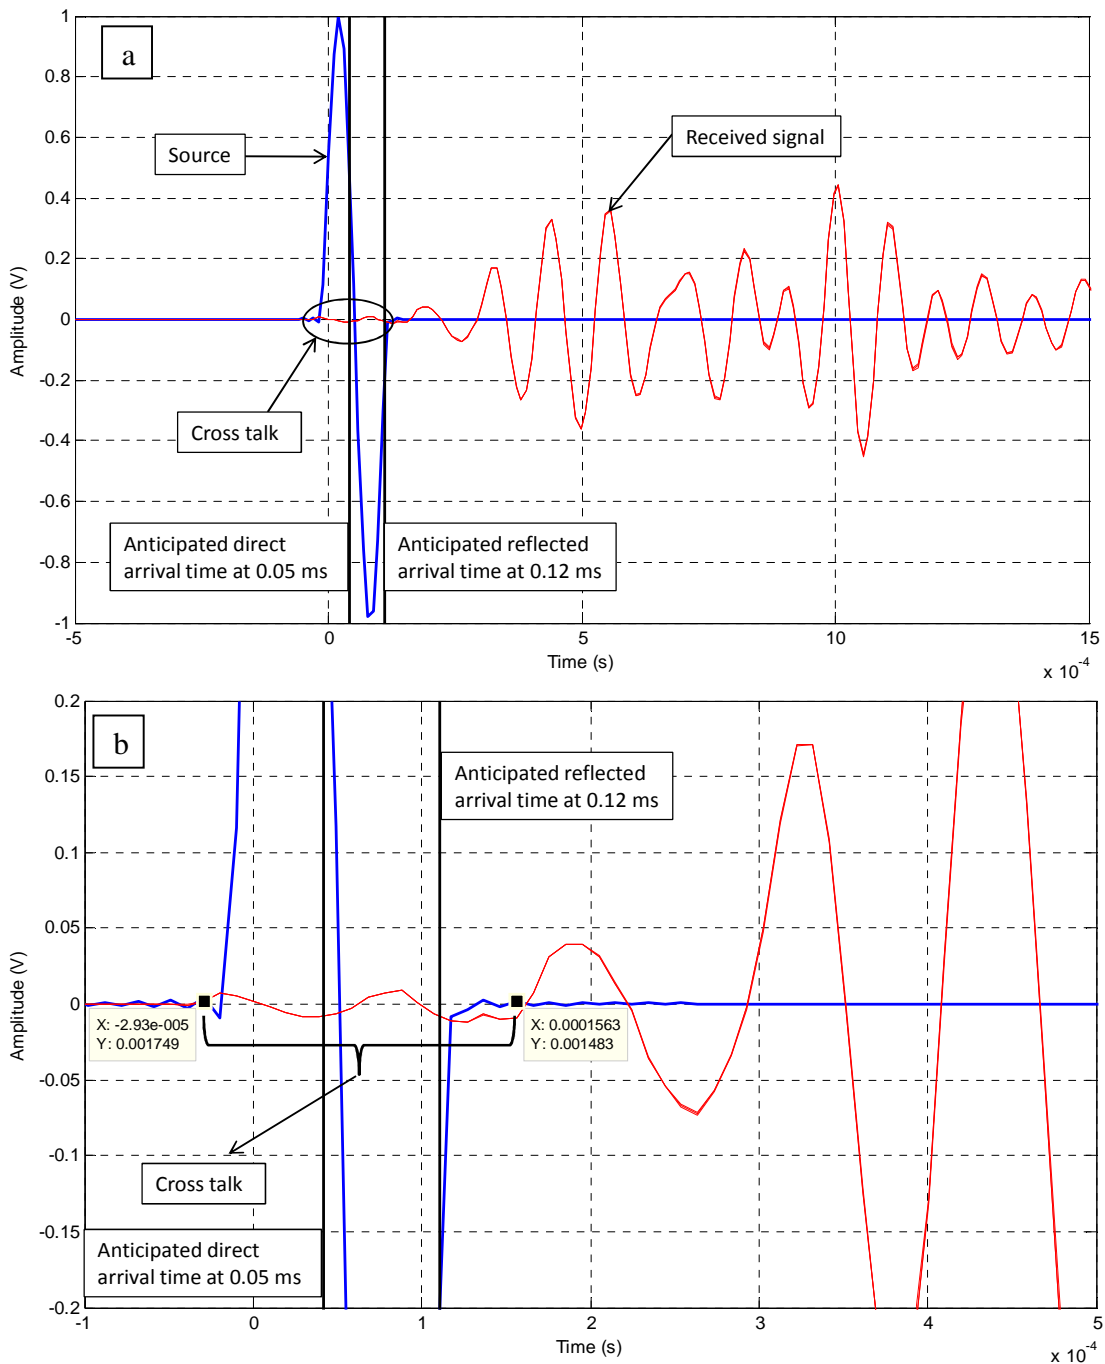 a
1
0.8
0.6
0.4
0.2
0
-0.2
-0.4
-0.6
-0.8
-1
Amplitude (V)
Source
Received signal
Cross talk
Anticipated direct
arrival time at 0.05 ms
Anticipated reflected
arrival time at 0.12 ms
-5
0
5
10
15
Time (s)
x 10-4
b
0.2
0.15
0.1
0.05
0
-0.05
-0.1
-0.15
-0.2
Amplitude (V)
Anticipated reflected
arrival time at 0.12 ms
X: -2.93e-005
Y: 0.001749
X: 0.0001563
Y: 0.001483
Cross talk
Anticipated direct
arrival time at 0.05 ms
-1
0
1
2
3
4
5
Time (s)
x 10-4